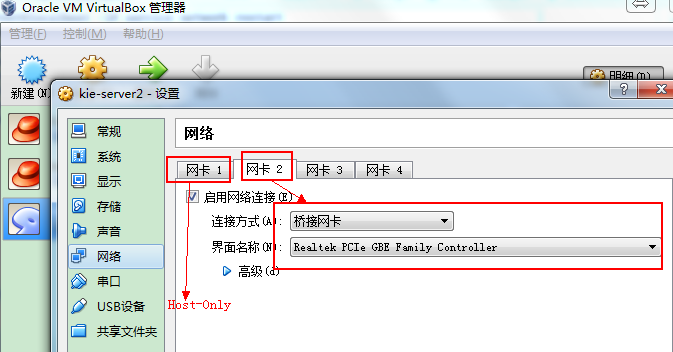 Oracle VM VirtualBox 管理器
管理(F) 控制(M) 帮助(H)
新建(N)
明细(D)
kie-server2 - 设置
常规
系统
显示
存储
声音
网络
串口
USB设备
共享文件夹
网络
网卡 1 网卡 2 网卡 3 网卡 4
启用网络连接(E)
连接方式(A): 桥接网卡
界面名称(N): Realtek PCIe GBE Family Controller
高级(d)
Host-Only